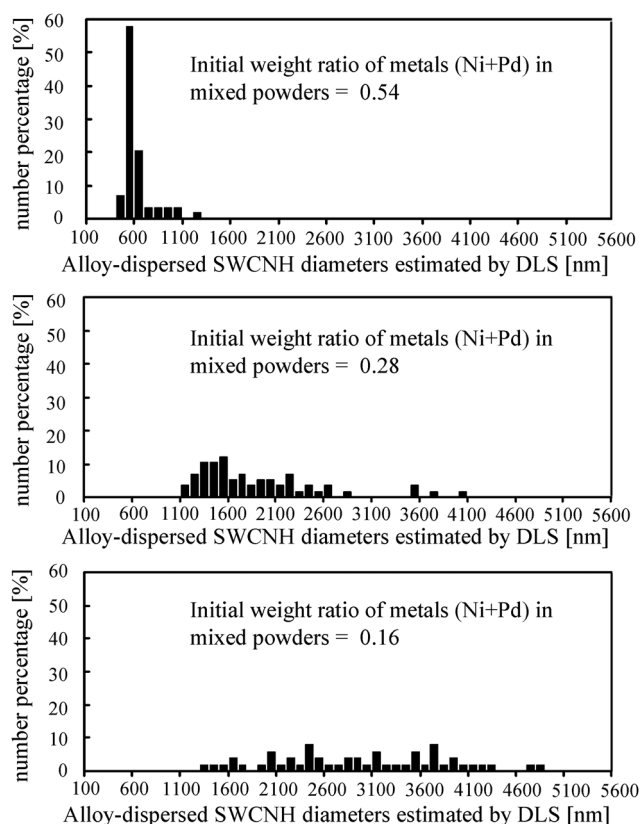 number percentage [%]
60
50
40
30
20
10
0
Initial weight ratio of metals (Ni+Pd) in
mixed powders = 0.54
100 600 1100 1600 2100 2600 3100 3600 4100 4600 5100 5600
Alloy-dispersed SWCNH diameters estimated by DLS [nm]
number percentage [%]
60
50
40
30
20
10
0
Initial weight ratio of metals (Ni+Pd) in
mixed powders = 0.28
100 600 1100 1600 2100 2600 3100 3600 4100 4600 5100 5600
Alloy-dispersed SWCNH diameters estimated by DLS [nm]
number percentage [%]
60
50
40
30
20
10
0
Initial weight ratio of metals (Ni+Pd) in
mixed powders = 0.16
100 600 1100 1600 2100 2600 3100 3600 4100 4600 5100 5600
Alloy-dispersed SWCNH diameters estimated by DLS [nm]